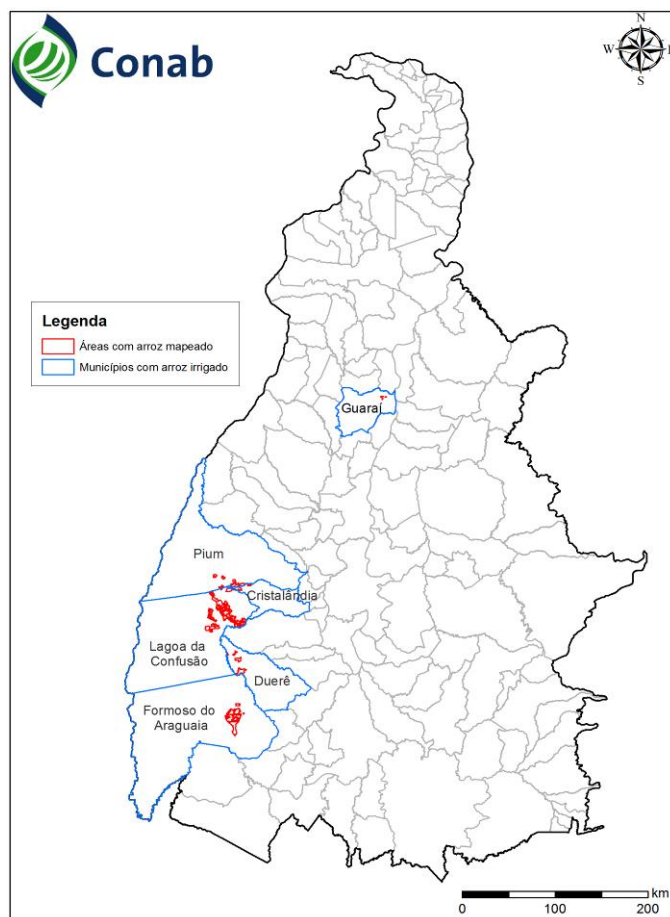 Conab
N
W
E
S
Legenda
Áreas com arroz mapeado
Municípios com arroz irrigado
Guaraí
Pium
Cristalândia
Lagoa da
Confusão
Duerê
Formoso do
Araguaia
km
0 100 200